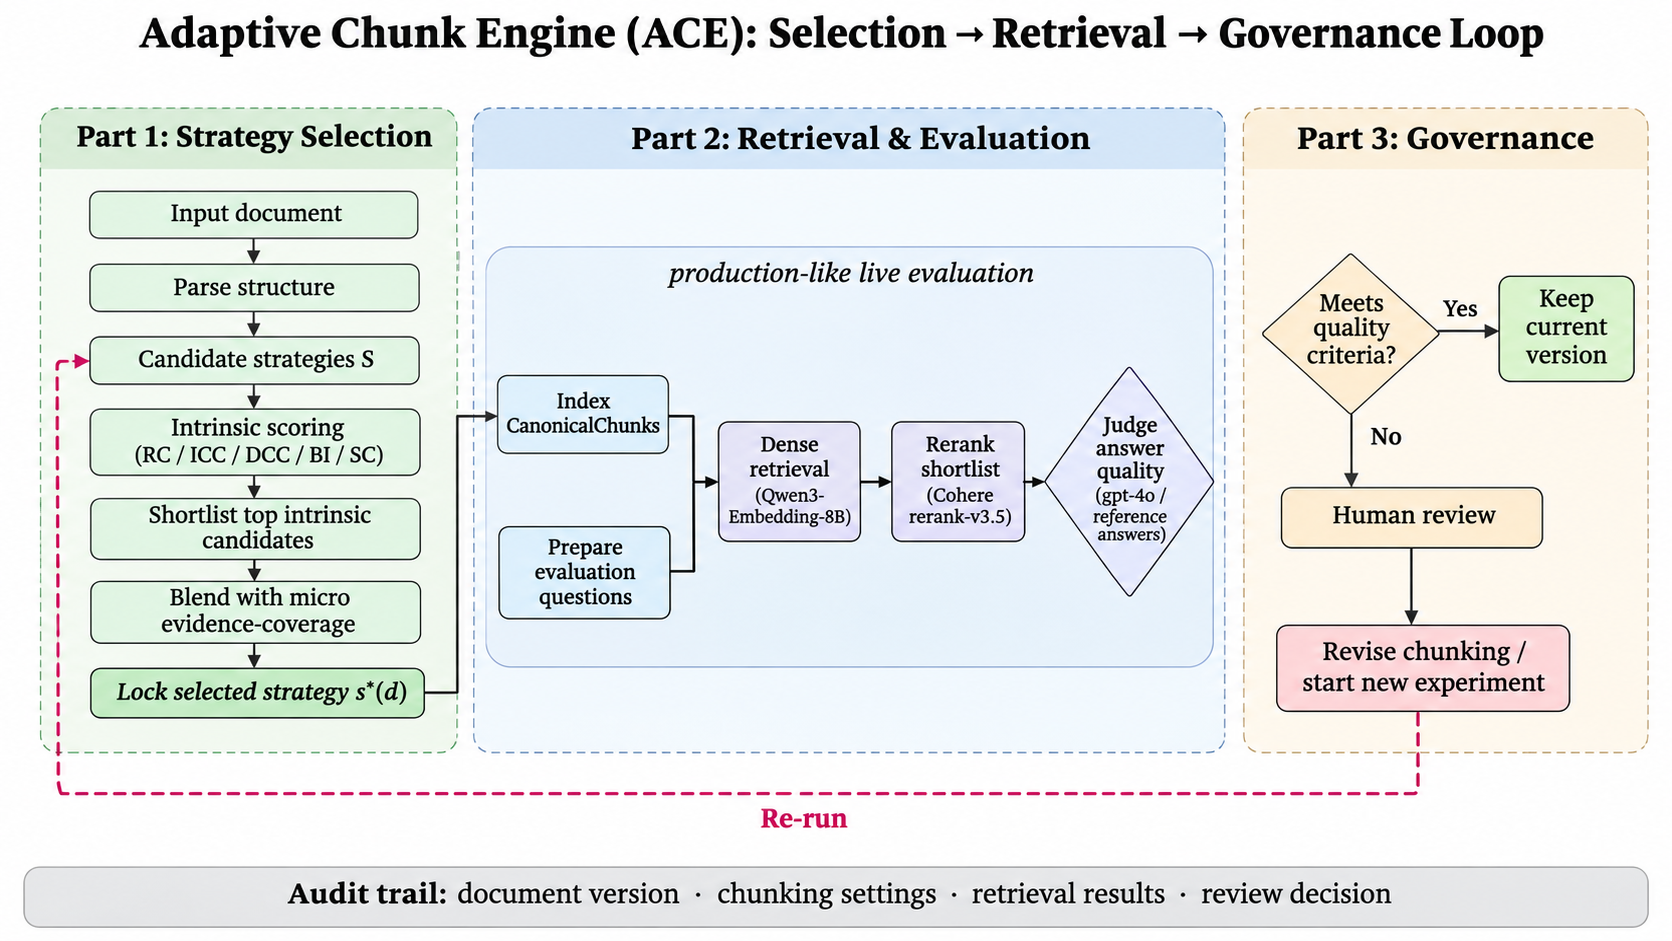 Adaptive Chunk Engine (ACE): Selection → Retrieval → Governance Loop
Part 1: Strategy Selection
Input document
Parse structure
Candidate strategies S
Intrinsic scoring
(RC / ICC / DCC / BI / SC)
Shortlist top intrinsic
candidates
Blend with micro
evidence-coverage
Lock selected strategy s*(d)
Part 2: Retrieval & Evaluation
production-like live evaluation
Index
CanonicalChunks
Prepare
evaluation
questions
Dense
retrieval
(Qwen3-
Embedding-8B)
Rerank
shortlist
(Cohere
rerank-v3.5)
Judge
answer
quality
(gpt-4o /
reference
answers)
Part 3: Governance
Meets
quality
criteria?
Yes
Keep
current
version
No
Human review
Revise chunking /
start new experiment
Re-run
Audit trail: document version · chunking settings · retrieval results · review decision